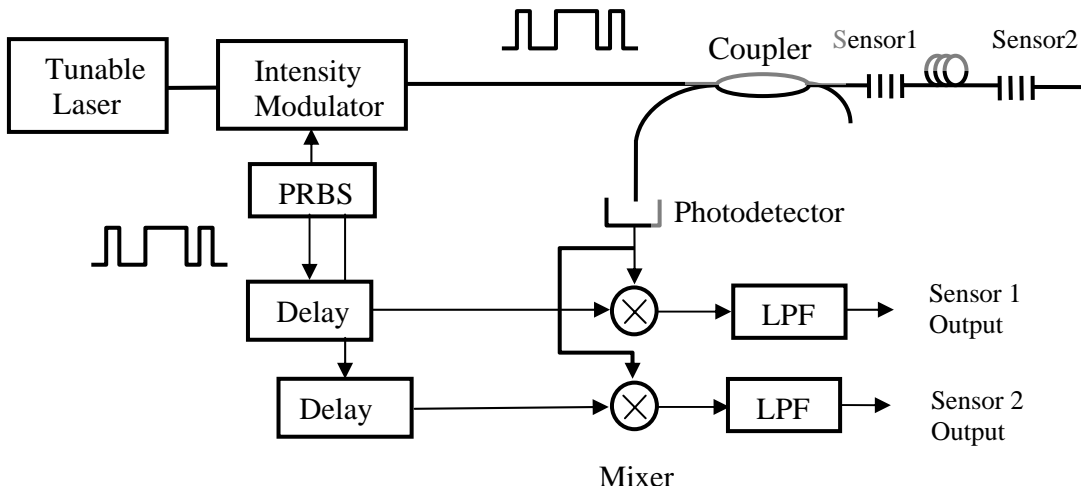 Tunable
Laser
Intensity
Modulator
Coupler
Sensor1
Sensor2
PRBS
Photodetector
Delay
LPF
Sensor 1
Output
Delay
LPF
Sensor 2
Output
Mixer